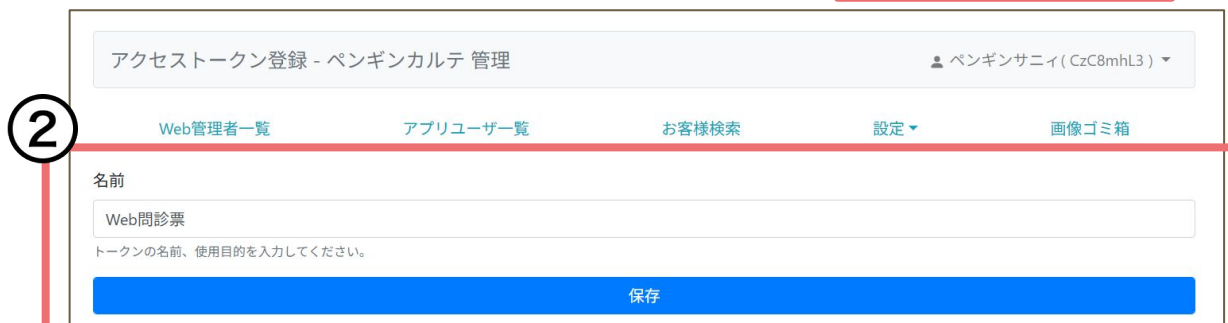 アクセストークン登録 - ペンギンカルテ 管理
ペンギンサニィ( CzC8mhL3 )
②
Web管理者一覧 アプリユーザ一覧 お客様検索 設定 画像ゴミ箱
名前
Web問診票
トークンの名前、使用目的を入力してください。
保存